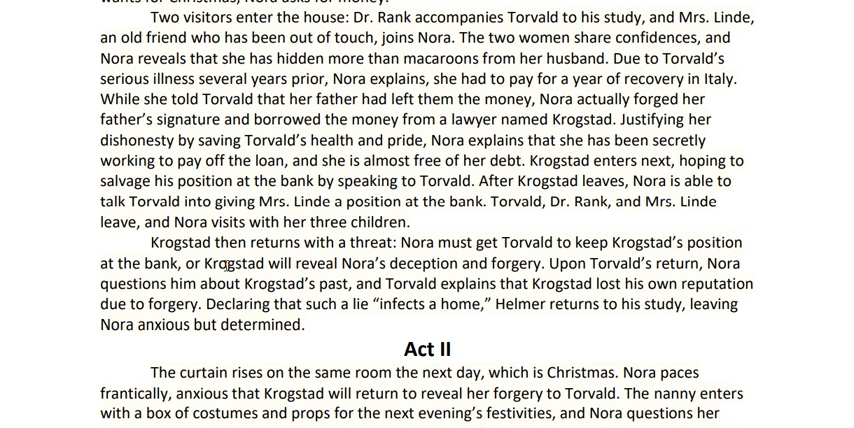 wants for Christmas, Nora asks for money.
Two visitors enter the house: Dr. Rank accompanies Torvald to his study, and Mrs. Linde,
an old friend who has been out of touch, joins Nora. The two women share confidences, and
Nora reveals that she has hidden more than macaroons from her husband. Due to Torvald’s
serious illness several years prior, Nora explains, she had to pay for a year of recovery in Italy.
While she told Torvald that her father had left them the money, Nora actually forged her
father’s signature and borrowed the money from a lawyer named Krogstad. Justifying her
dishonesty by saving Torvald’s health and pride, Nora explains that she has been secretly
working to pay off the loan, and she is almost free of her debt. Krogstad enters next, hoping to
salvage his position at the bank by speaking to Torvald. After Krogstad leaves, Nora is able to
talk Torvald into giving Mrs. Linde a position at the bank. Torvald, Dr. Rank, and Mrs. Linde
leave, and Nora visits with her three children.
Krogstad then returns with a threat: Nora must get Torvald to keep Krogstad’s position
at the bank, or Krogstad will reveal Nora’s deception and forgery. Upon Torvald’s return, Nora
questions him about Krogstad’s past, and Torvald explains that Krogstad lost his own reputation
due to forgery. Declaring that such a lie “infects a home,” Helmer returns to his study, leaving
Nora anxious but determined.
Act II
The curtain rises on the same room the next day, which is Christmas. Nora paces
frantically, anxious that Krogstad will return to reveal her forgery to Torvald. The nanny enters
with a box of costumes and props for the next evening’s festivities, and Nora questions her